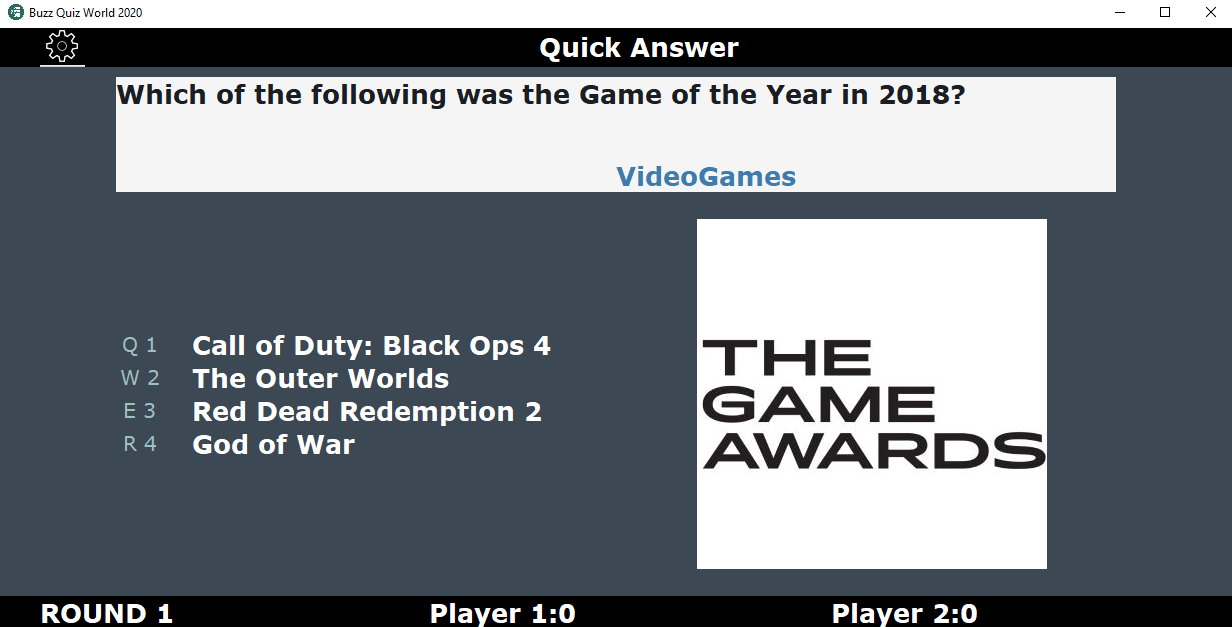 Buzz Quiz World 2020
Quick Answer
Which of the following was the Game of the Year in 2018?
VideoGames
Q 1 Call of Duty: Black Ops 4
W 2 The Outer Worlds
E 3 Red Dead Redemption 2
R 4 God of War
THE
GAME
AWARDS
ROUND 1 Player 1:0 Player 2:0